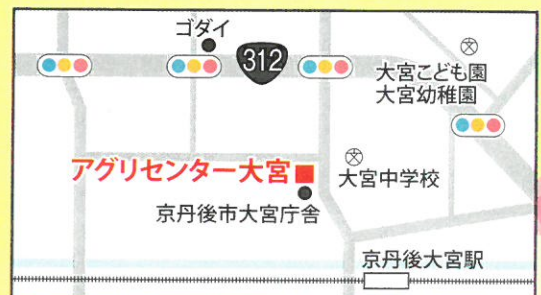 ゴダイ
312
大宮こども園
大宮幼稚園
アグリセンター大宮
大宮中学校
京丹後市大宮庁舎
京丹後大宮駅
文
文